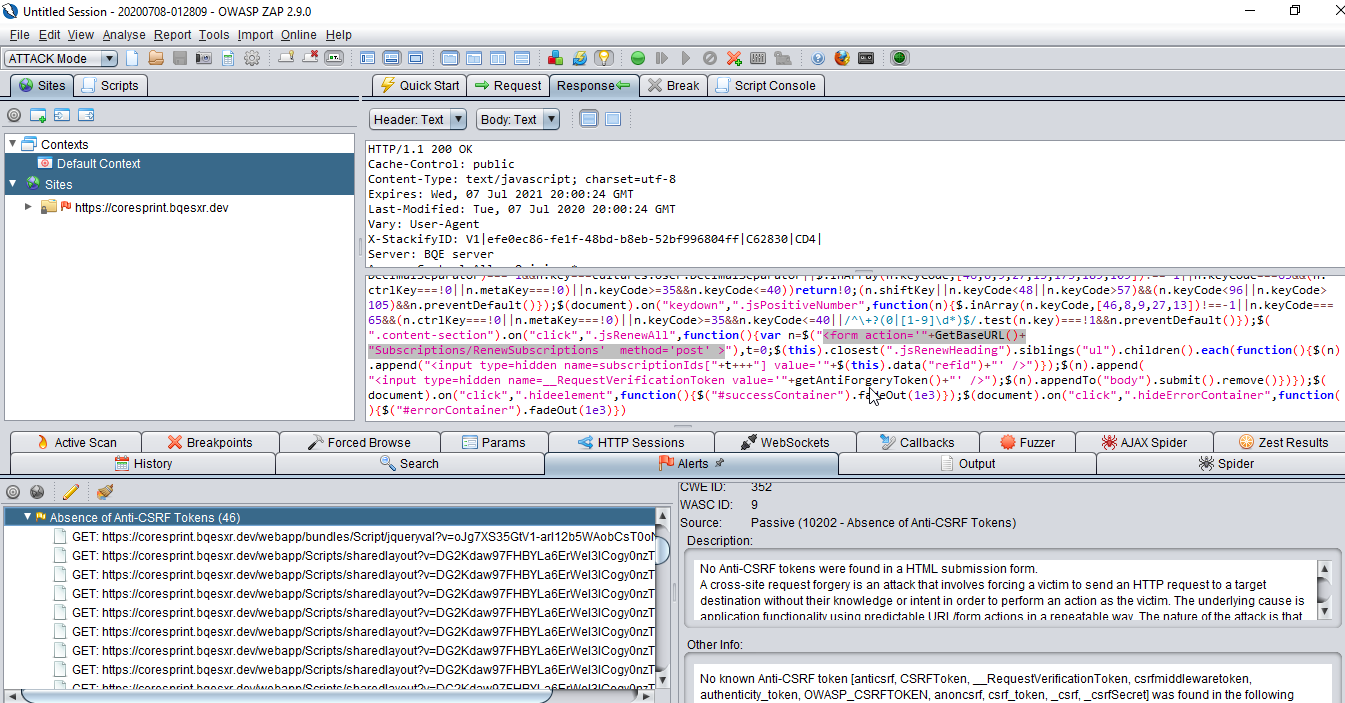 Untitled Session - 20200708-012809 - OWASP ZAP 2.9.0
File Edit View Analyse Report Tools Import Online Help
ATTACK Mode
Sites Scripts
Quick Start Request Response Break Script Console
Header: Text Body: Text
Contexts
Default Context
Sites
https://coresprint.bqesxr.dev
HTTP/1.1 200 OK
Cache-Control: public
Content-Type: text/javascript; charset=utf-8
Expires: Wed, 07 Jul 2021 20:00:24 GMT
Last-Modified: Tue, 07 Jul 2020 20:00:24 GMT
Vary: User-Agent
X-StackifyID: V1|efe0ec86-fe1f-48bd-b8eb-52bf996804ff|C62830|CD4|
Server: BQE server
ctrlKey===!0||n.metaKey===!0)||n.keyCode>=35&&n.keyCode<=40))return!0;(n.shiftKey||n.keyCode<48||n.keyCode>57)&&(n.keyCode<96||n.keyCode>
105)&&n.preventDefault()});$(document).on("keydown",".jsPositiveNumber",function(n){$.inArray(n.keyCode,[46,8,9,27,13])!==-1||n.keyCode===
65&&(n.ctrlKey===!0||n.metaKey===!0)||n.keyCode>=35&&n.keyCode<=40||/^\+?(0|[1-9]\d*)$/.test(n.key)===!1&&n.preventDefault()});$(
".content-section").on("click",".jsRenewAll",function(){var n=$("<form action='"+GetBaseURL()+
"Subscriptions/RenewSubscriptions'  method='post' >"),t=0;$(this).closest(".jsRenewHeading").siblings("ul").children().each(function(){$(n)
.append("<input type=hidden name=subscriptionIds["+t+++"] value='"+$(this).data("refid")+"' />")});$(n).append(
"<input type=hidden name=__RequestVerificationToken value='"+getAntiForgeryToken()+"' />");$(n).appendTo("body").submit().remove()})});$(
document).on("click",".hideelement",function(){$("#successContainer").fadeOut(1e3)});$(document).on("click",".hideErrorContainer",function(
){$("#errorContainer").fadeOut(1e3)})
Active Scan Breakpoints Forced Browse Params HTTP Sessions WebSockets Callbacks Fuzzer AJAX Spider Zest Results
History Search Alerts Output Spider
Absence of Anti-CSRF Tokens (46)
GET: https://coresprint.bqesxr.dev/webapp/bundles/Script/jqueryval?v=oJg7XS35GtV1-arI12b5WAobCsT0oN
GET: https://coresprint.bqesxr.dev/webapp/Scripts/sharedlayout?v=DG2Kdaw97FHBYLa6ErWeI3ICogy0nzT
GET: https://coresprint.bqesxr.dev/webapp/Scripts/sharedlayout?v=DG2Kdaw97FHBYLa6ErWeI3ICogy0nzT
GET: https://coresprint.bqesxr.dev/webapp/Scripts/sharedlayout?v=DG2Kdaw97FHBYLa6ErWeI3ICogy0nzT
GET: https://coresprint.bqesxr.dev/webapp/Scripts/sharedlayout?v=DG2Kdaw97FHBYLa6ErWeI3ICogy0nzT
GET: https://coresprint.bqesxr.dev/webapp/Scripts/sharedlayout?v=DG2Kdaw97FHBYLa6ErWeI3ICogy0nzT
GET: https://coresprint.bqesxr.dev/webapp/Scripts/sharedlayout?v=DG2Kdaw97FHBYLa6ErWeI3ICogy0nzT
GET: https://coresprint.bqesxr.dev/webapp/Scripts/sharedlayout?v=DG2Kdaw97FHBYLa6ErWeI3ICogy0nzT
GET: https://coresprint.bqesxr.dev/webapp/Scripts/sharedlayout?v=DG2Kdaw97FHBYLa6ErWeI3ICogy0nzT
CWE ID: 352
WASC ID: 9
Source: Passive (10202 - Absence of Anti-CSRF Tokens)
Description:
No Anti-CSRF tokens were found in a HTML submission form.
A cross-site request forgery is an attack that involves forcing a victim to send an HTTP request to a target
destination without their knowledge or intent in order to perform an action as the victim. The underlying cause is
application functionality using predictable URL/form actions in a repeatable way. The nature of the attack is that
Other Info:
No known Anti-CSRF token [anticsrf, CSRFToken, __RequestVerificationToken, csrfmiddlewaretoken,
authenticity_token, OWASP_CSRFTOKEN, anoncsrf, csrf_token, _csrf, _csrfSecret] was found in the following